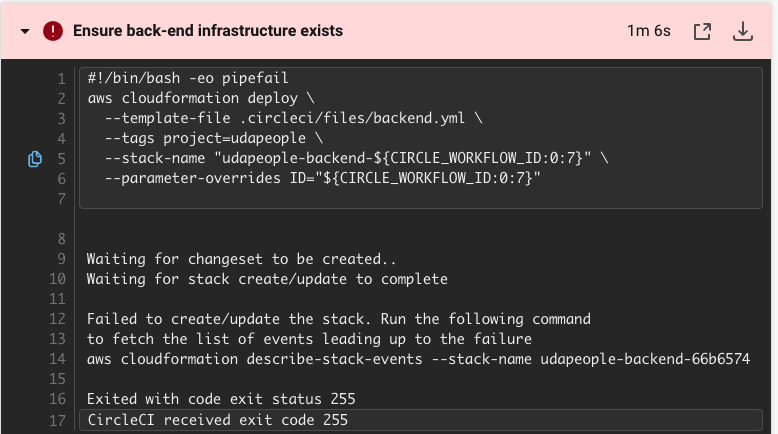 Ensure back-end infrastructure exists 1m 6s
1 #!/bin/bash -eo pipefail
2 aws cloudformation deploy \
3 --template-file .circleci/files/backend.yml \
4 --tags project=udapeople \
5 --stack-name "udapeople-backend-${CIRCLE_WORKFLOW_ID:0:7}" \
6 --parameter-overrides ID="${CIRCLE_WORKFLOW_ID:0:7}"
7
8
9 Waiting for changeset to be created..
10 Waiting for stack create/update to complete
11
12 Failed to create/update the stack. Run the following command
13 to fetch the list of events leading up to the failure
14 aws cloudformation describe-stack-events --stack-name udapeople-backend-66b6574
15
16 Exited with code exit status 255
17 CircleCI received exit code 255